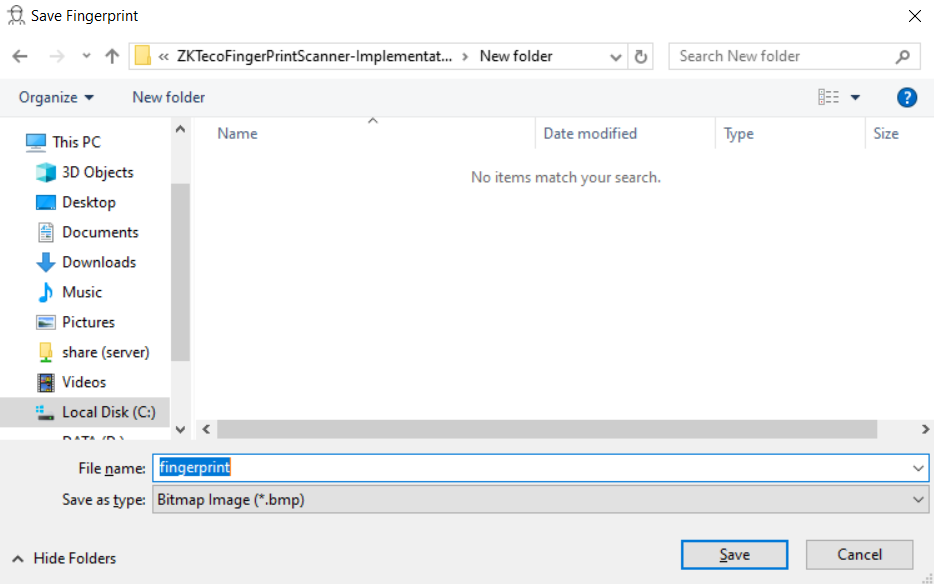 Save Fingerprint
« ZKTecoFingerPrintScanner-Implementat... › New folder
Search New folder
Organize
New folder
?
Name
Date modified
Type
Size
No items match your search.
This PC
3D Objects
Desktop
Documents
Downloads
Music
Pictures
share (server)
Videos
Local Disk (C:)
DATA (D:)
File name: fingerprint
Save as type: Bitmap Image (*.bmp)
Hide Folders
Save
Cancel